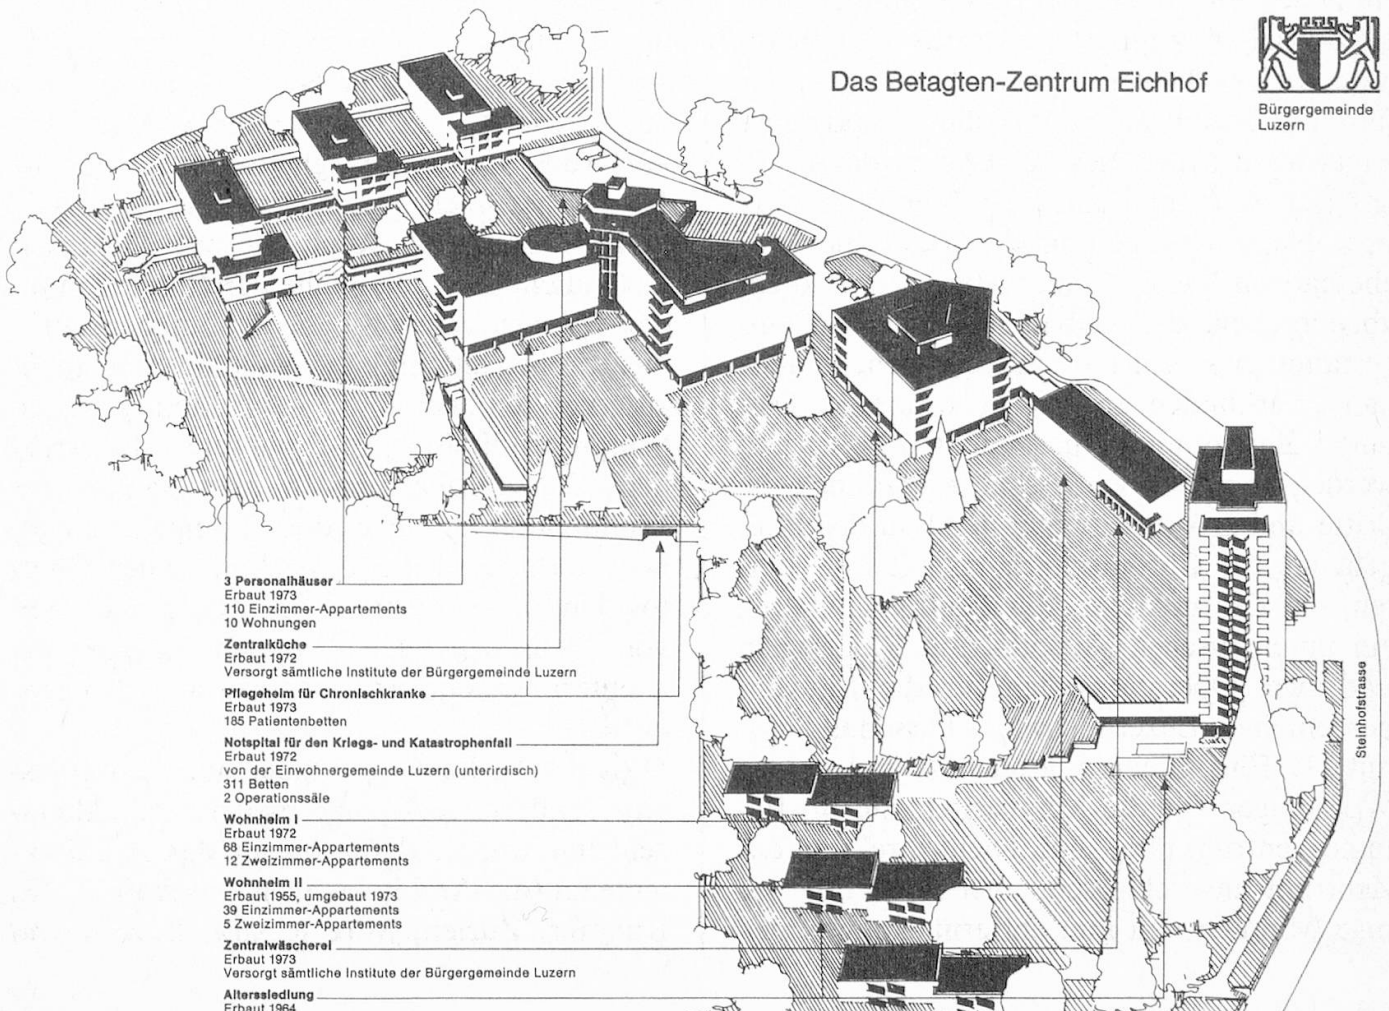 Das Betagten-Zentrum Eichhof
Bürgergemeinde
Luzern
3 Personalhäuser
Erbaut 1973
110 Einzimmer-Appartements
10 Wohnungen
Zentralküche
Erbaut 1972
Versorgt sämtliche Institute der Bürgergemeinde Luzern
Pflegeheim für Chronischkranke
Erbaut 1973
185 Patientenbetten
Notspital für den Kriegs- und Katastrophenfall
Erbaut 1972
von der Einwohnergemeinde Luzern (unterirdisch)
311 Betten
2 Operationssäle
Wohnheim I
Erbaut 1972
68 Einzimmer-Appartements
12 Zweizimmer-Appartements
Wohnheim II
Erbaut 1955, umgebaut 1973
39 Einzimmer-Appartements
5 Zweizimmer-Appartements
Zentralwäscherei
Erbaut 1973
Versorgt sämtliche Institute der Bürgergemeinde Luzern
Alterssiedlung
Erbaut 1964
Steinhofstrasse